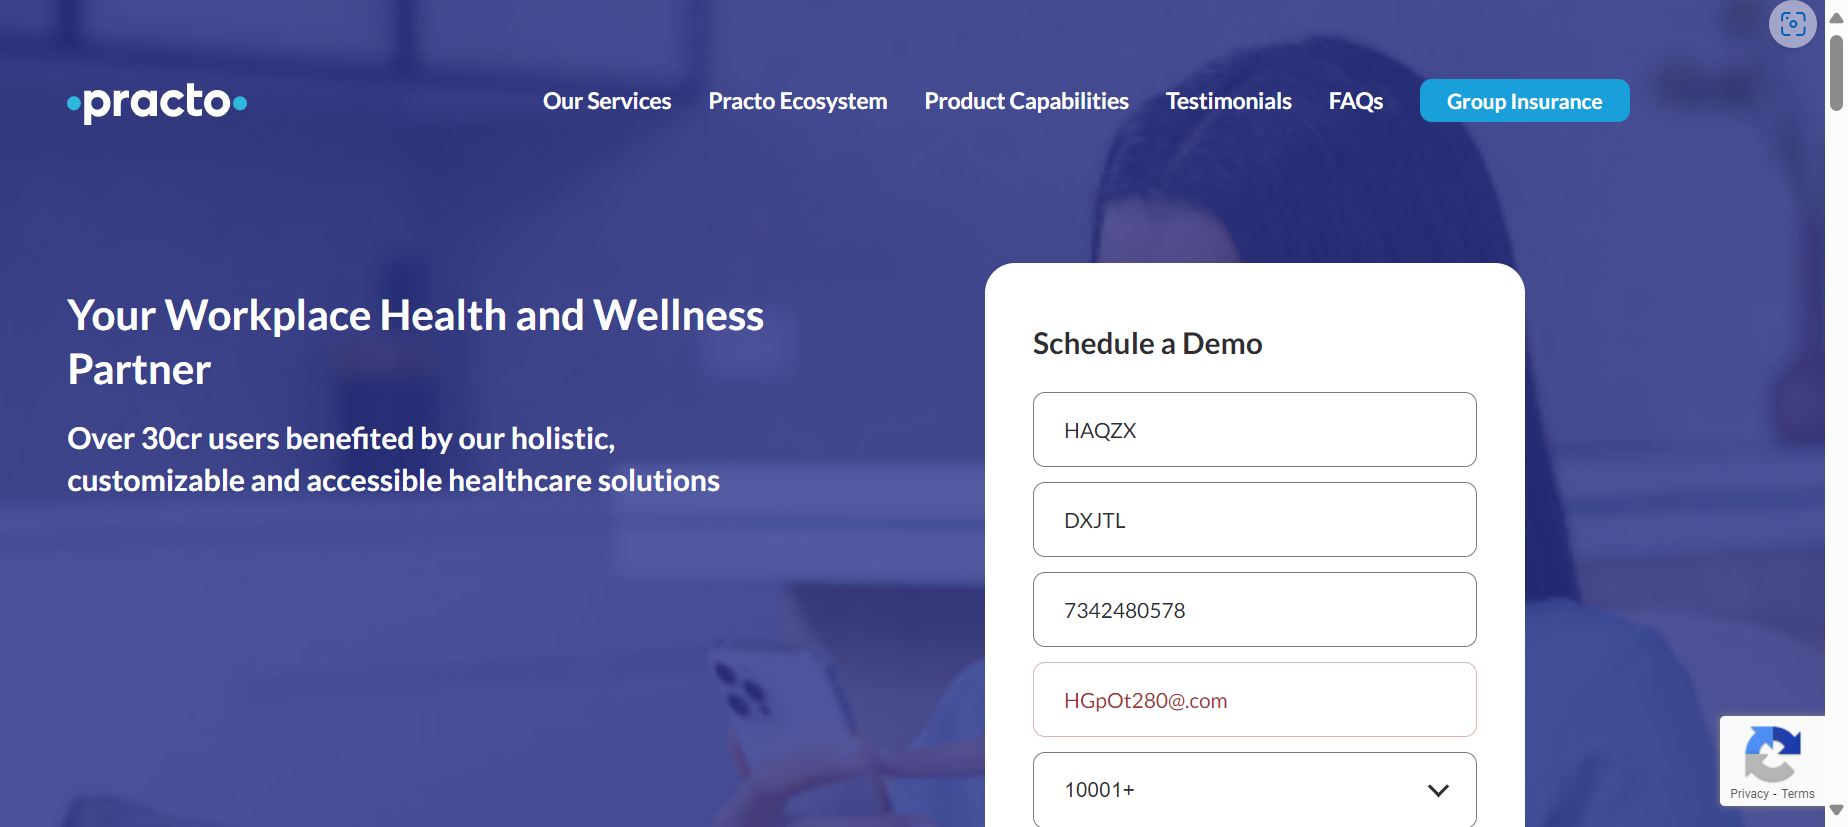 practo
Our Services
Practo Ecosystem
Product Capabilities
Testimonials
FAQs
Group Insurance
Your Workplace Health and Wellness
Partner
Over 30cr users benefited by our holistic,
customizable and accessible healthcare solutions
Schedule a Demo
HAQZX
DXJTL
7342480578
HGpOt280@.com
10001+
Privacy - Terms